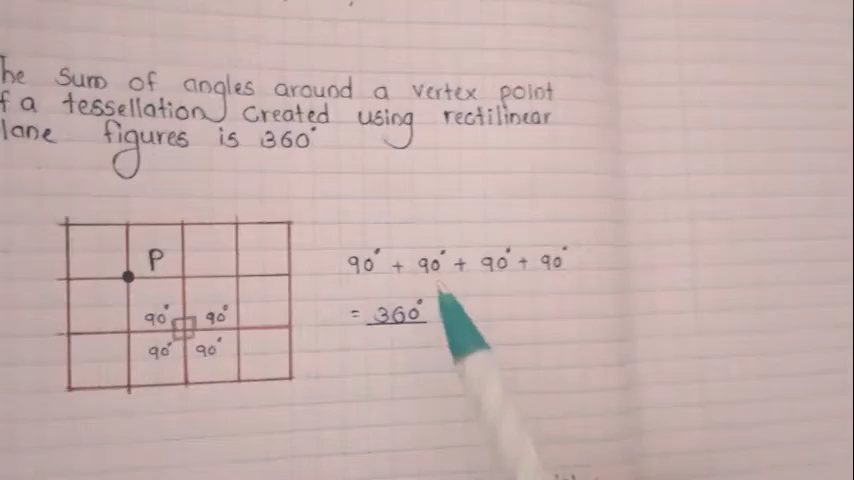 he sum of angles around a vertex point
f a tessellation created using rectilinear
lane figures is 360°
P
90° + 90° + 90° + 90°
90° 90°
= 360°
90° 90°